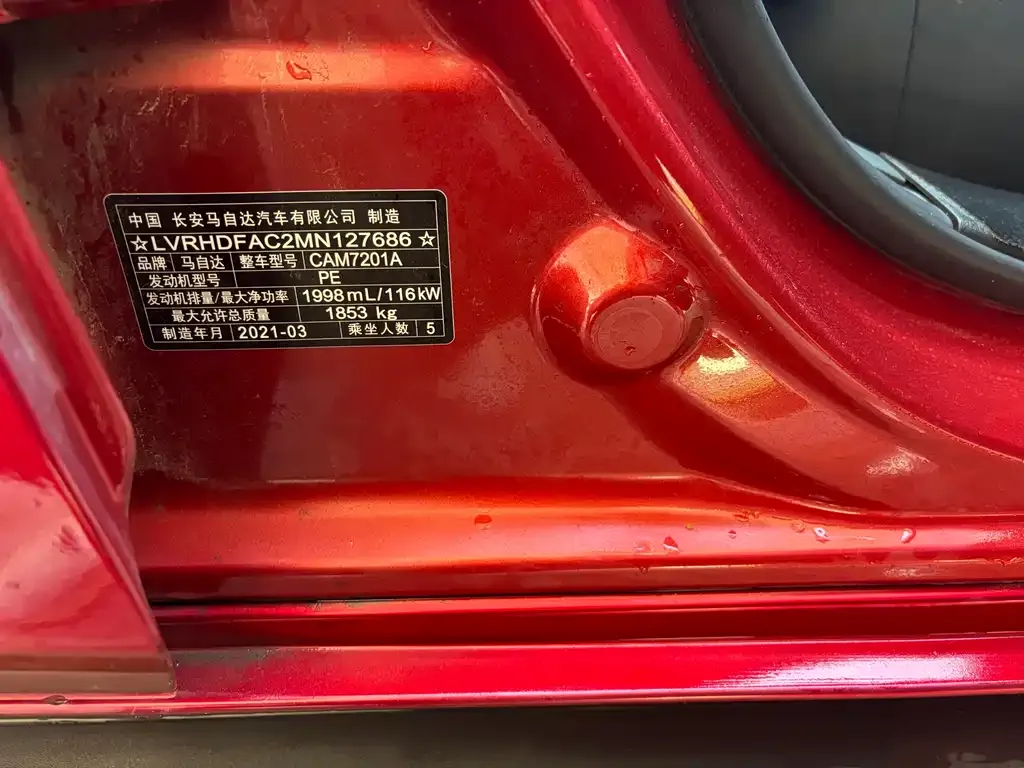 中国 长安马自达汽车有限公司 制造
☆LVRHDFAC2MN127686☆
品牌 马自达 整车型号 CAM7201A
发动机型号 PE
发动机排量/最大净功率 1998mL/116kW
最大允许总质量 1853 kg
制造年月 2021-03 乘坐人数 5